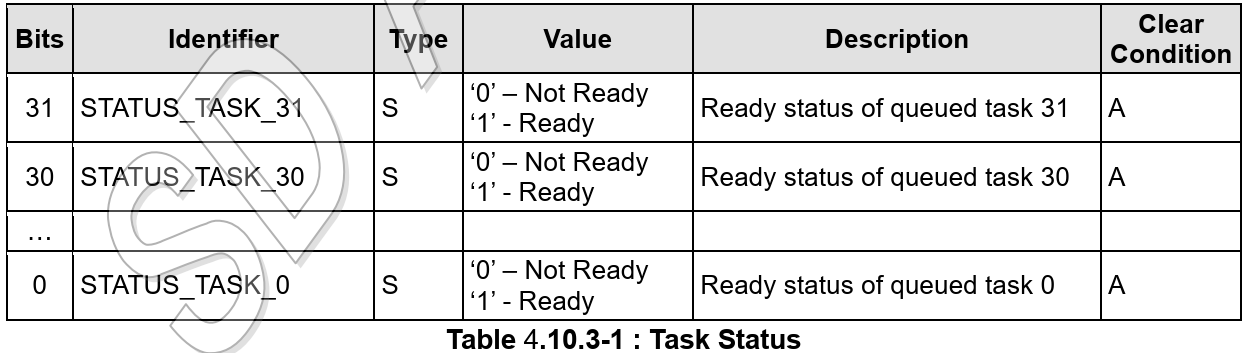 Bits Identifier Type Value Description Clear Condition
31 STATUS_TASK_31 S ‘0’ – Not Ready Ready status of queued task 31 A
‘1’ - Ready
30 STATUS_TASK_30 S ‘0’ – Not Ready Ready status of queued task 30 A
‘1’ - Ready
…
0 STATUS_TASK_0 S ‘0’ – Not Ready Ready status of queued task 0 A
‘1’ - Ready
Table 4.10.3-1 : Task Status
SD